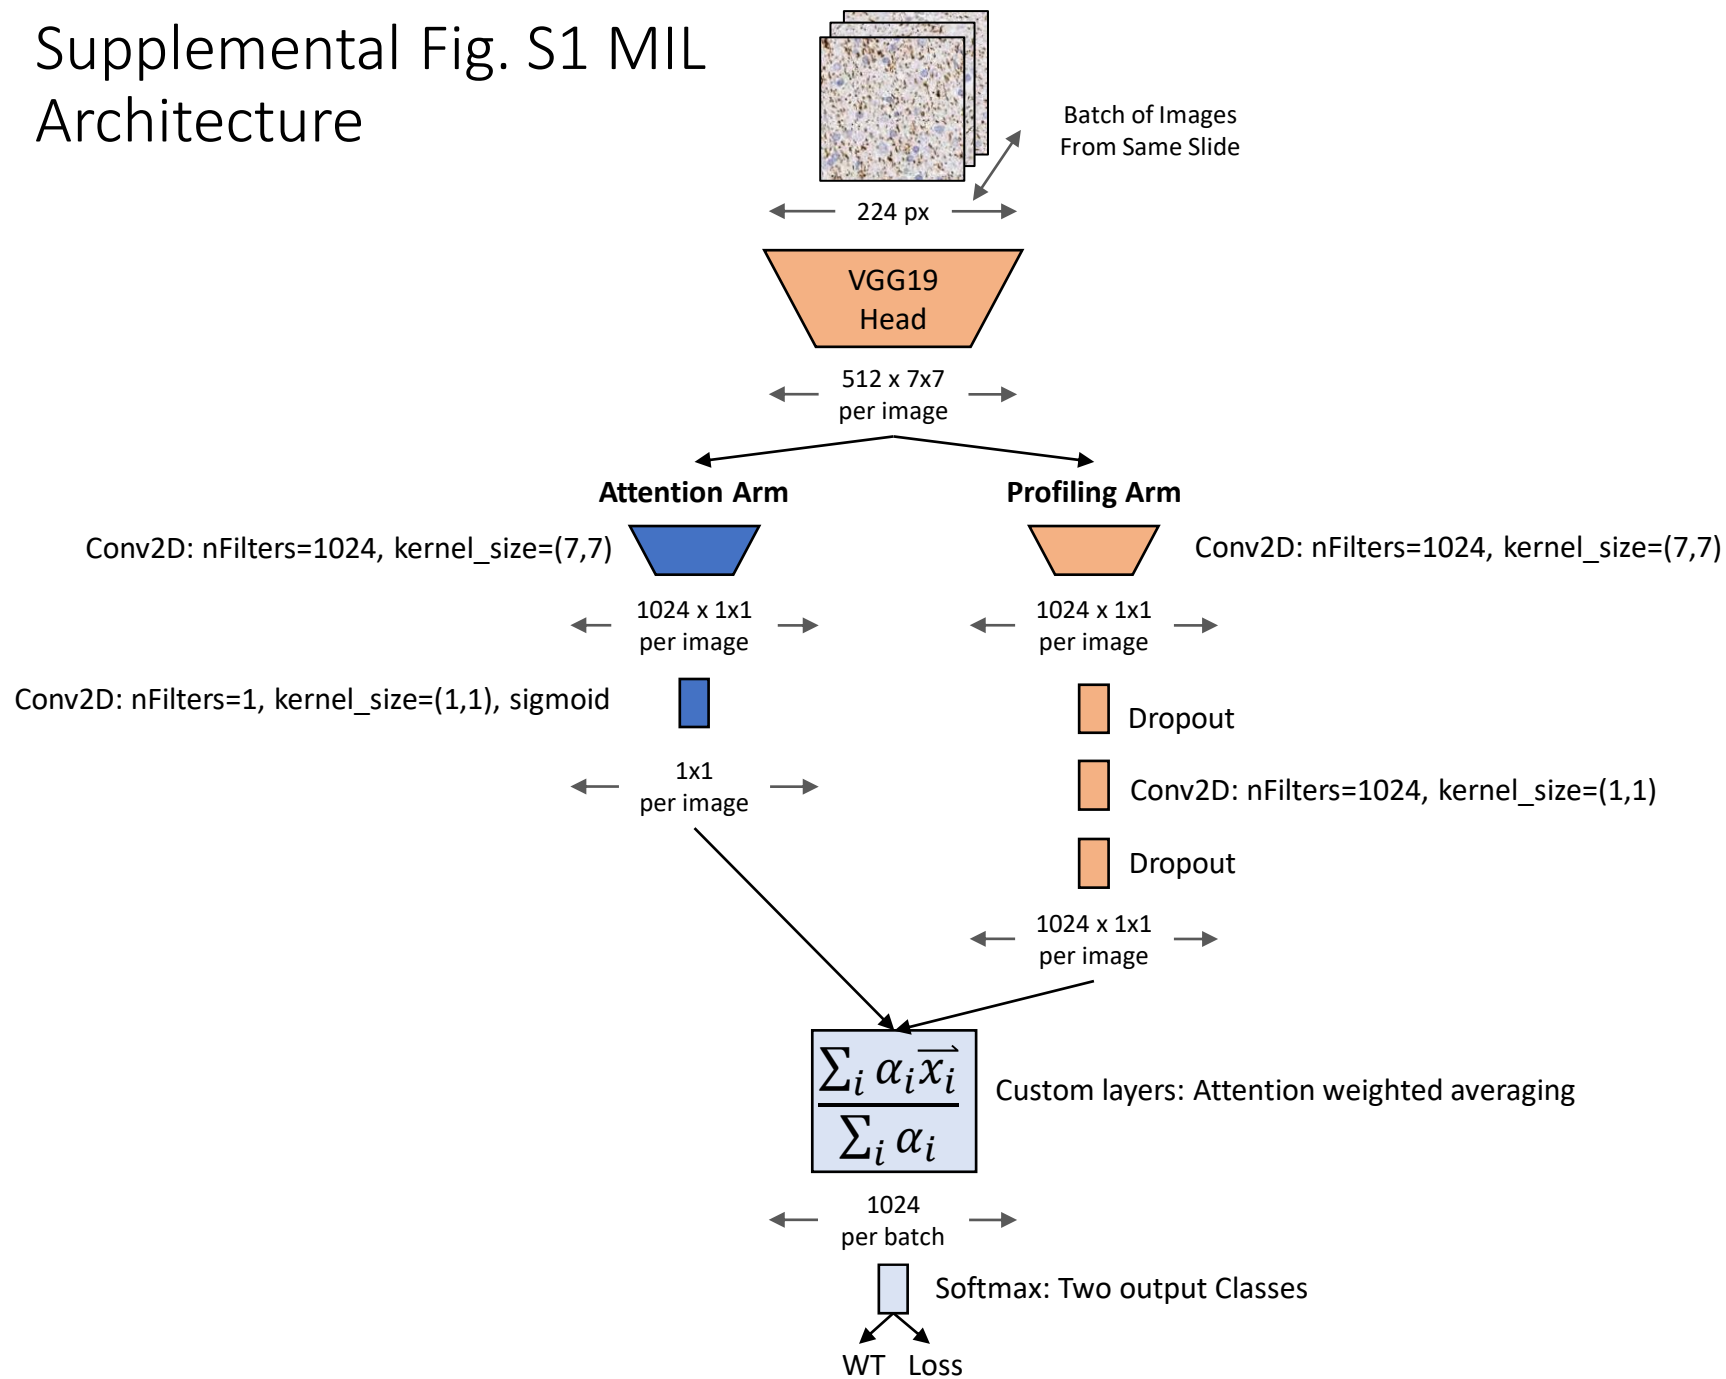 Supplemental Fig. S1 MIL
Architecture
Batch of Images
From Same Slide
224 px
VGG19
Head
512 x 7x7
per image
Attention Arm
Profiling Arm
Conv2D: nFilters=1024, kernel_size=(7,7)
Conv2D: nFilters=1024, kernel_size=(7,7)
1024 x 1x1
per image
1024 x 1x1
per image
Conv2D: nFilters=1, kernel_size=(1,1), sigmoid
Dropout
1x1
per image
Conv2D: nFilters=1024, kernel_size=(1,1)
Dropout
1024 x 1x1
per image
∑i αi x⃗i
∑i αi
Custom layers: Attention weighted averaging
1024
per batch
Softmax: Two output Classes
WT Loss